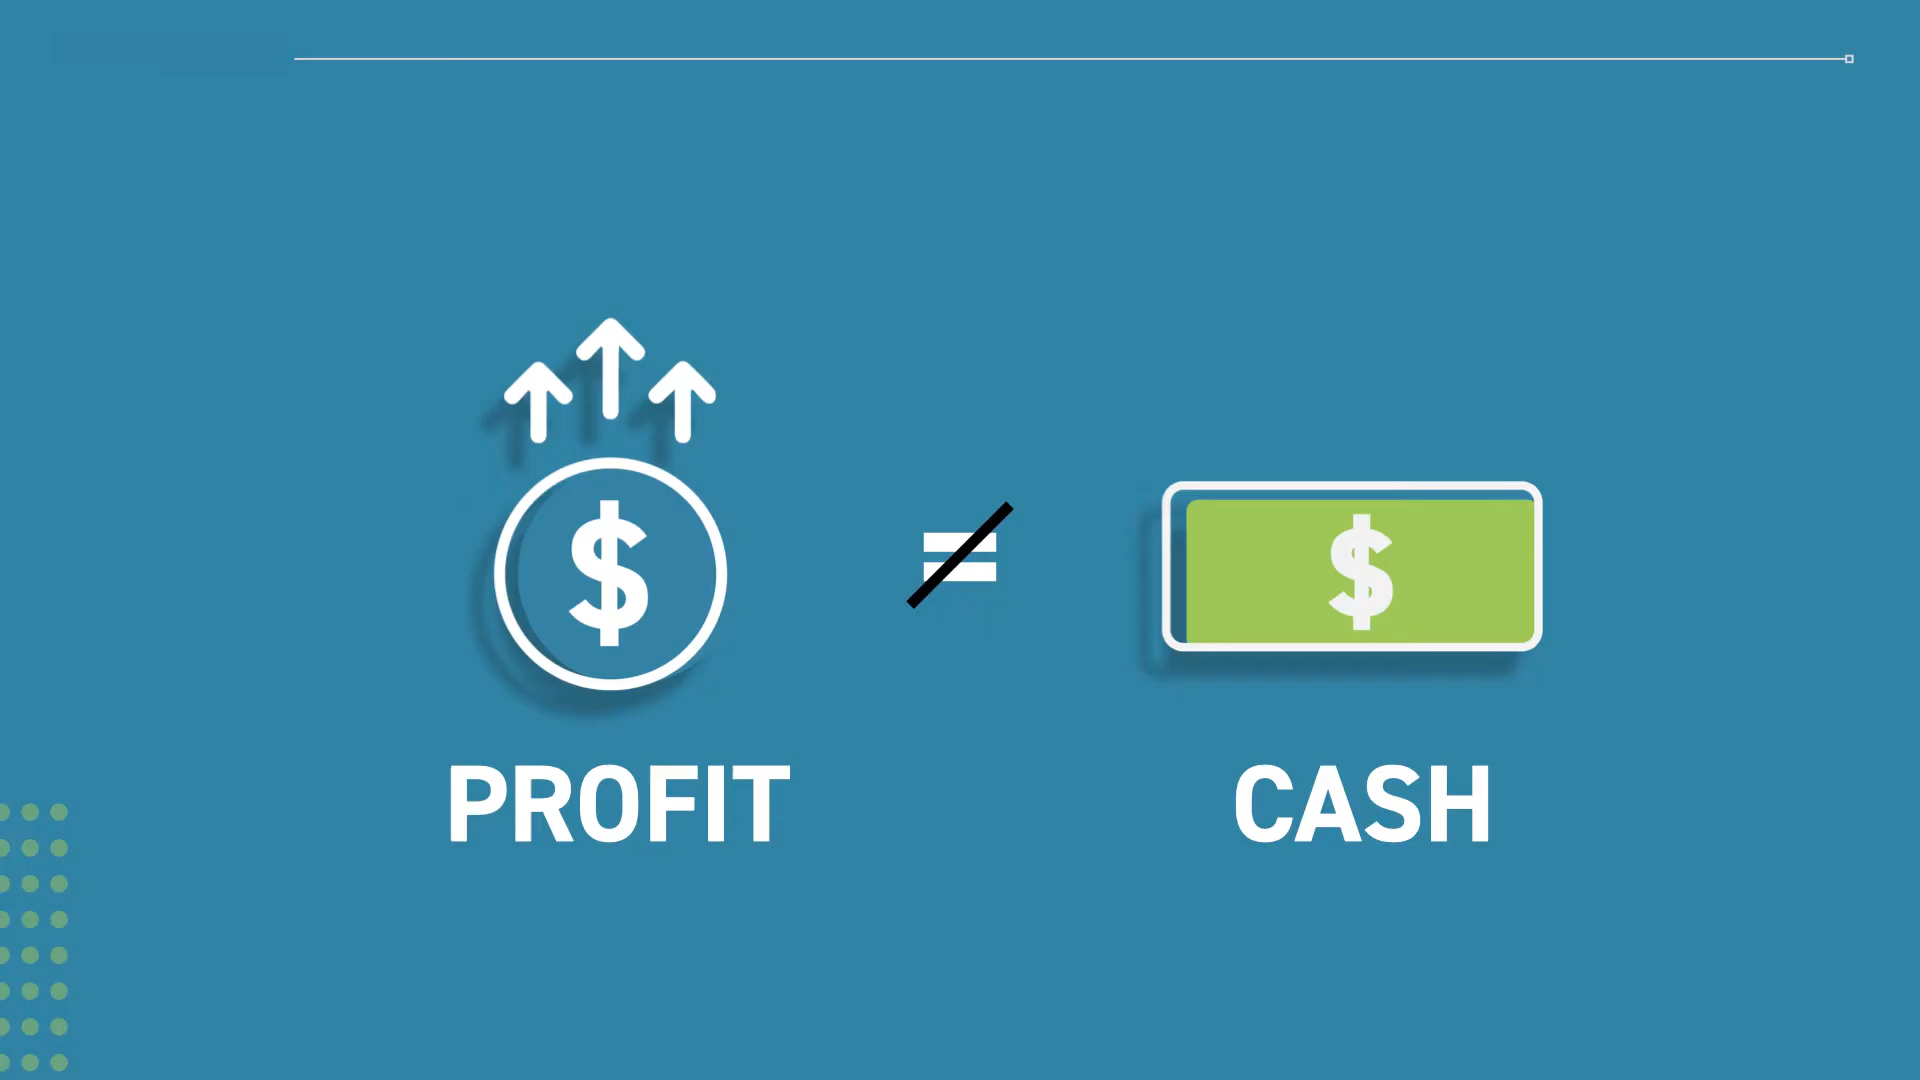 $
=
$
PROFIT
CASH